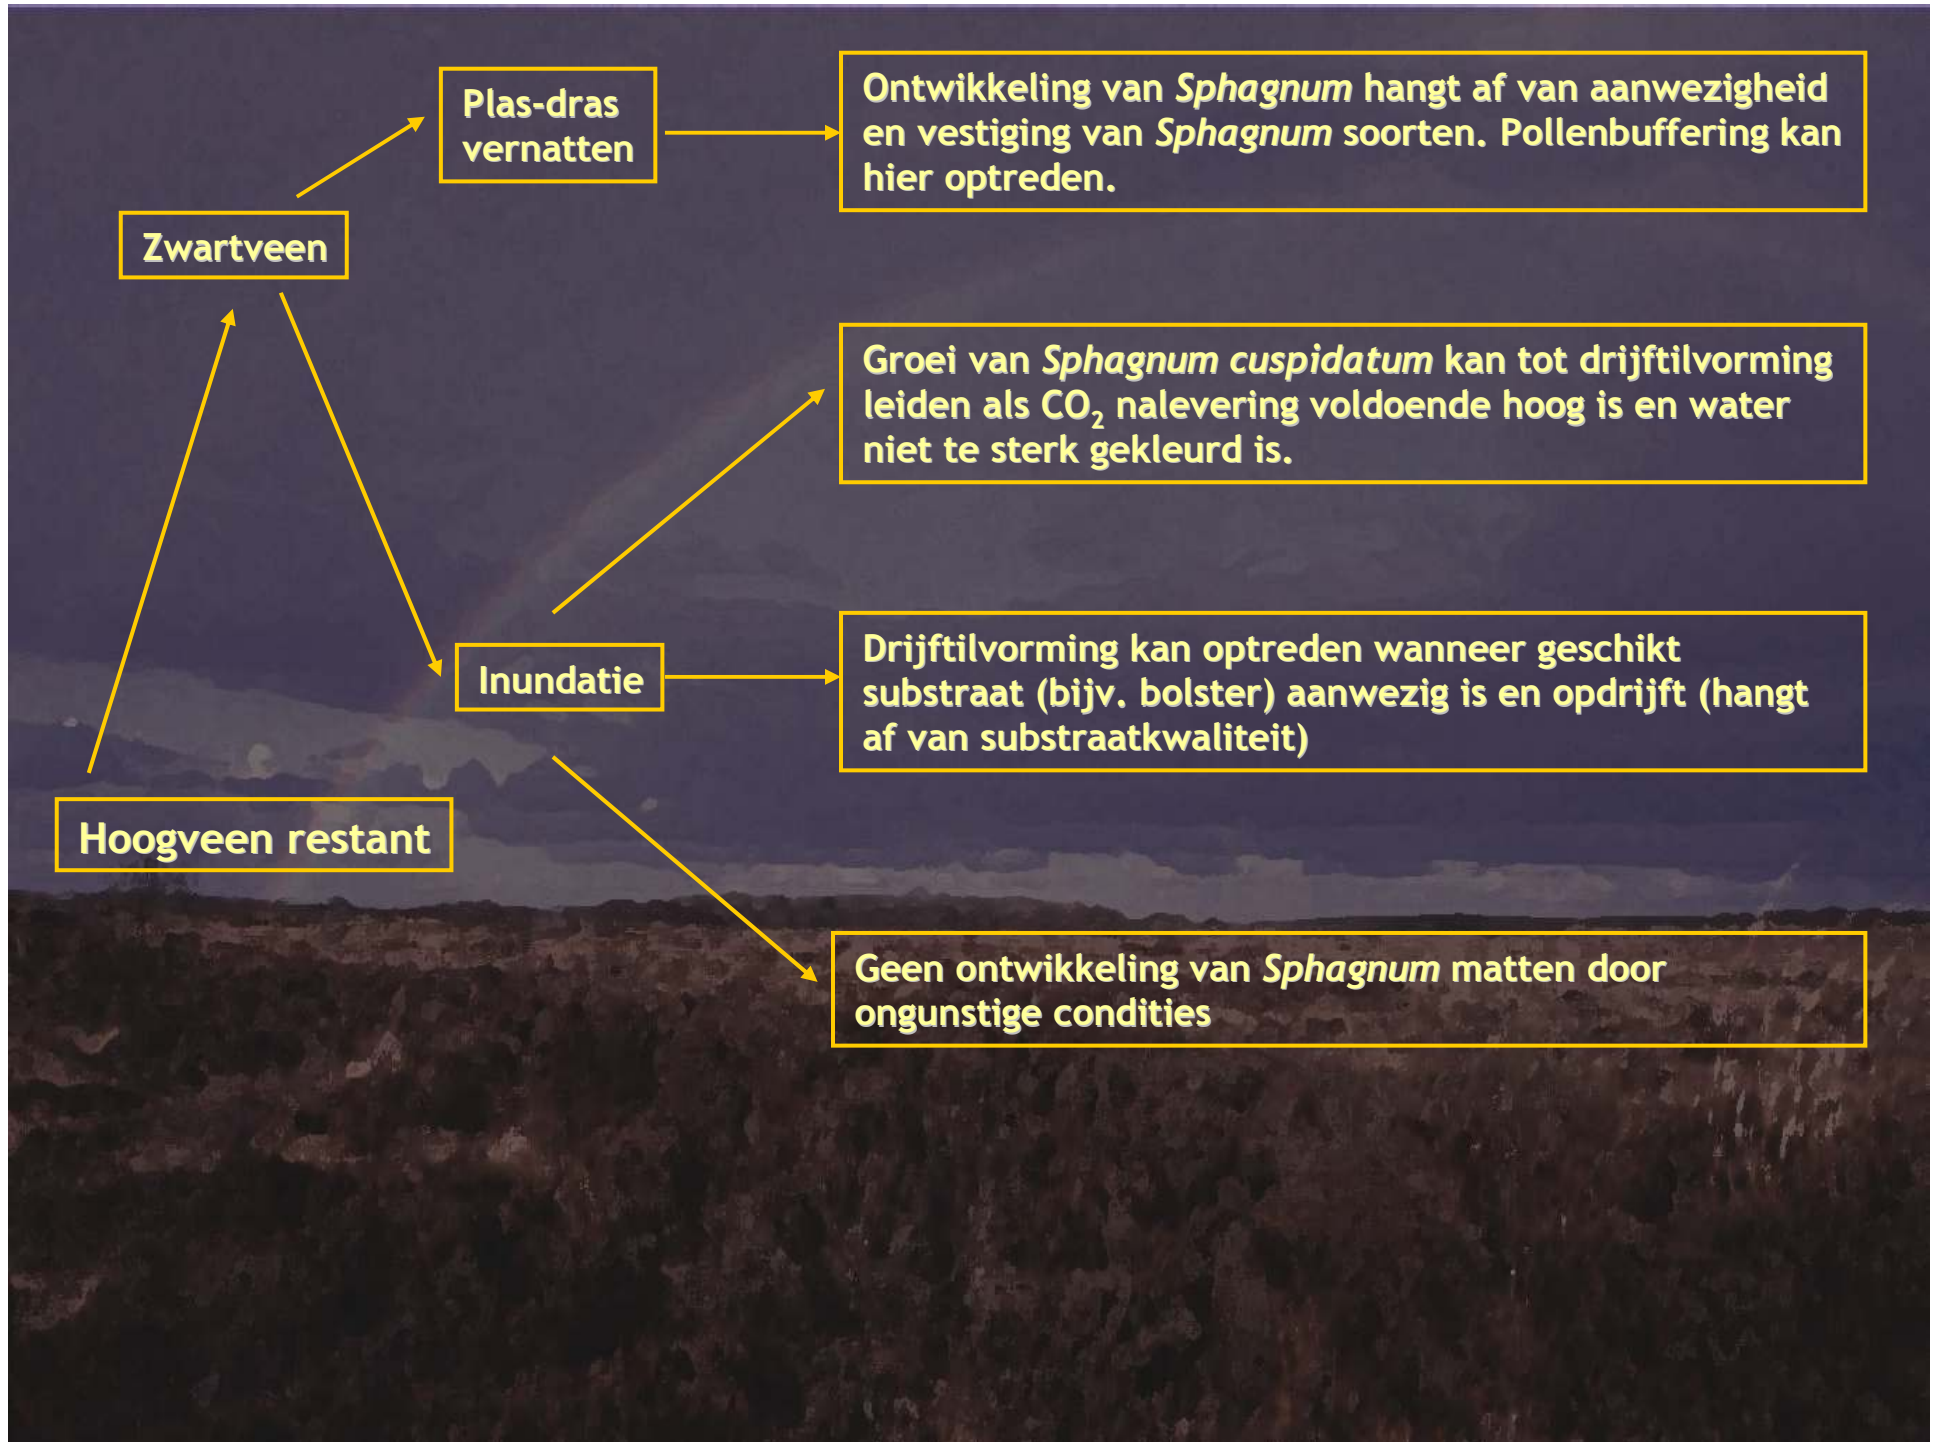 Plas-dras
vernatten
Ontwikkeling van Sphagnum hangt af van aanwezigheid
en vestiging van Sphagnum soorten. Pollenbuffering kan
hier optreden.
Zwartveen
Groei van Sphagnum cuspidatum kan tot drijftilvorming
leiden als CO₂ nalevering voldoende hoog is en water
niet te sterk gekleurd is.
Inundatie
Drijftilvorming kan optreden wanneer geschikt
substraat (bijv. bolster) aanwezig is en opdrijft (hangt
af van substraatkwaliteit)
Hoogveen restant
Geen ontwikkeling van Sphagnum matten door
ongunstige condities